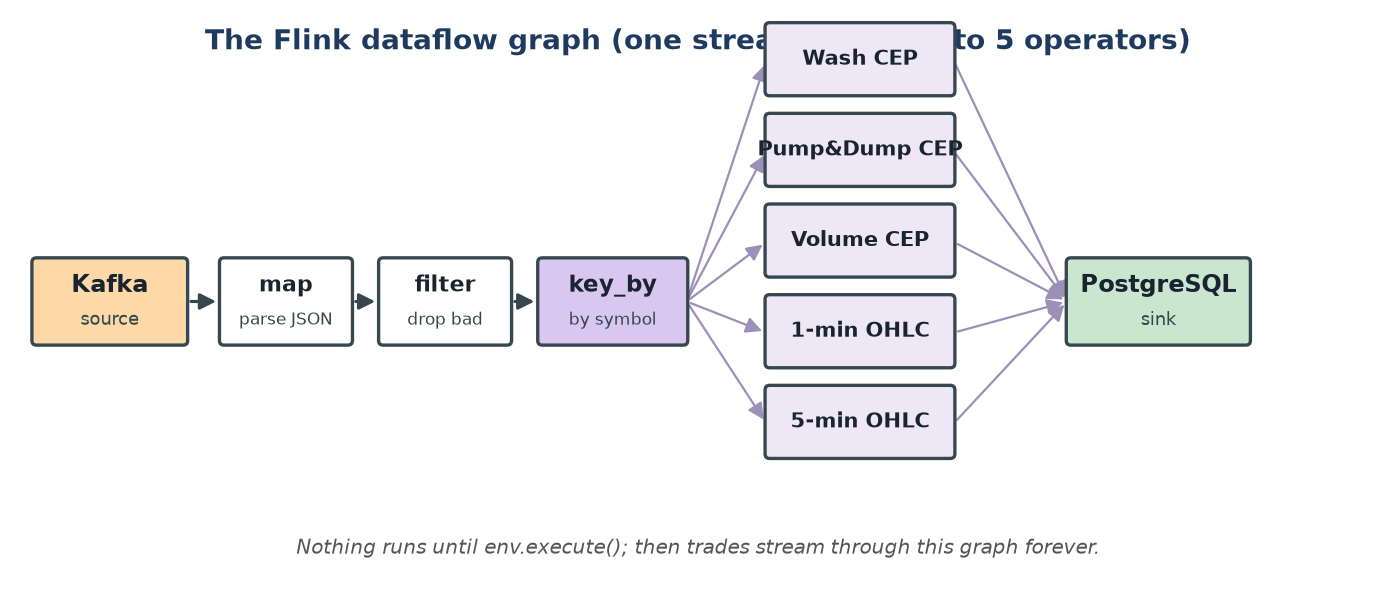 The Flink dataflow graph (one strea to 5 operators)
Wash CEP
Pump&Dump CEP
Volume CEP
1-min OHLC
5-min OHLC
Kafka
source
map
parse JSON
filter
drop bad
key_by
by symbol
PostgreSQL
sink
Nothing runs until env.execute(); then trades stream through this graph forever.